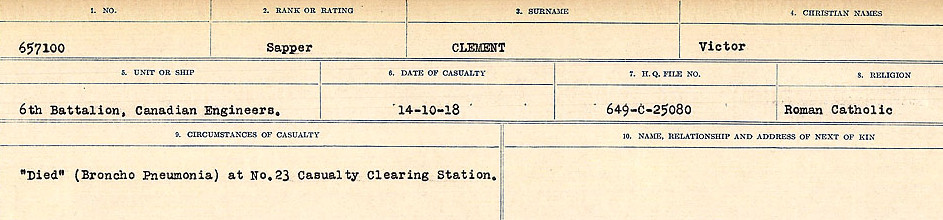 1. NO. 2. RANK OR RATING 3. SURNAME 4. CHRISTIAN NAMES
657100 Sapper CLEMENT Victor
5. UNIT OR SHIP 6. DATE OF CASUALTY 7. H. Q. FILE NO. 8. RELIGION
6th Battalion, Canadian Engineers. 14-10-18 649-C-25080 Roman Catholic
9. CIRCUMSTANCES OF CASUALTY 10. NAME, RELATIONSHIP AND ADDRESS OF NEXT OF KIN
"Died" (Broncho Pneumonia) at No.23 Casualty Clearing Station.